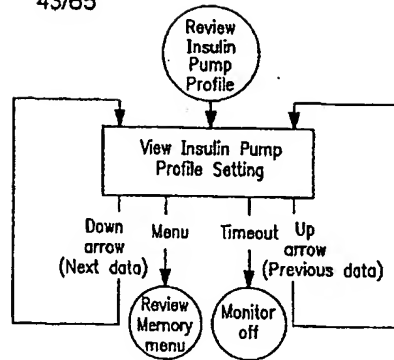 43/65
Review
Insulin
Pump
Profile
View Insulin Pump
Profile Setting
Down
arrow
(Next data)
Menu
Timeout
Up
arrow
(Previous data)
Review
Memory
menu
Monitor
off